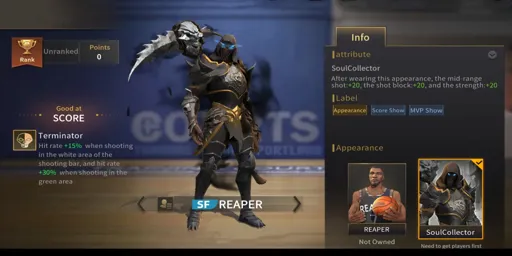 Info
Unranked
Points
0
Rank
attribute
SoulCollector
After wearing this appearance, the mid-range
shot:+20, the shot block:+20, and the strength:+20
Label
Appearance
Score Show
MVP Show
Good at
SCORE
Terminator
Hit rate +15% when shooting
in the white area of the
shooting bar, and hit rate
+30% when shooting in the
green area
Appearance
SF REAPER
REAPER
Not Owned
SoulCollector
Need to get players first